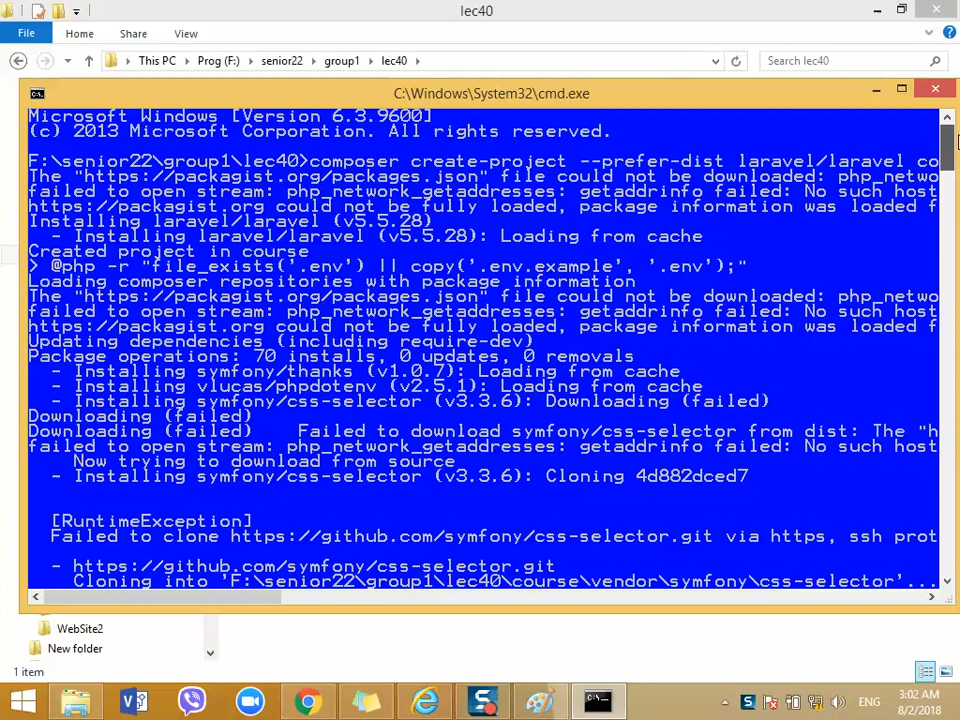 lec40
File Home Share View
This PC Prog (F:) senior22 group1 lec40 Search lec40
C:\Windows\System32\cmd.exe
Microsoft Windows [Version 6.3.9600]
(c) 2013 Microsoft Corporation. All rights reserved.
F:\senior22\group1\lec40>composer create-project --prefer-dist laravel/laravel co
The "https://packagist.org/packages.json" file could not be downloaded: php_netwo
failed to open stream: php_network_getaddresses: getaddrinfo failed: No such host
https://packagist.org could not be fully loaded, package information was loaded f
Installing laravel/laravel (v5.5.28)
- Installing laravel/laravel (v5.5.28): Loading from cache
Created project in course
> @php -r "file_exists('.env') || copy('.env.example', '.env');"
Loading composer repositories with package information
The "https://packagist.org/packages.json" file could not be downloaded: php_netwo
failed to open stream: php_network_getaddresses: getaddrinfo failed: No such host
https://packagist.org could not be fully loaded, package information was loaded f
Updating dependencies (including require-dev)
Package operations: 70 installs, 0 updates, 0 removals
- Installing symfony/thanks (v1.0.7): Loading from cache
- Installing vlucas/phpdotenv (v2.5.1): Loading from cache
- Installing symfony/css-selector (v3.3.6): Downloading (failed)
Downloading (failed)
Downloading (failed)    Failed to download symfony/css-selector from dist: The "h
failed to open stream: php_network_getaddresses: getaddrinfo failed: No such host
Now trying to download from source
- Installing symfony/css-selector (v3.3.6): Cloning 4d882dced7
[RuntimeException]
Failed to clone https://github.com/symfony/css-selector.git via https, ssh prot
- https://github.com/symfony/css-selector.git
Cloning into 'F:\senior22\group1\lec40\course\vendor\symfony\css-selector'...
WebSite2
New folder
1 item
ENG
3:02 AM
8/2/2018